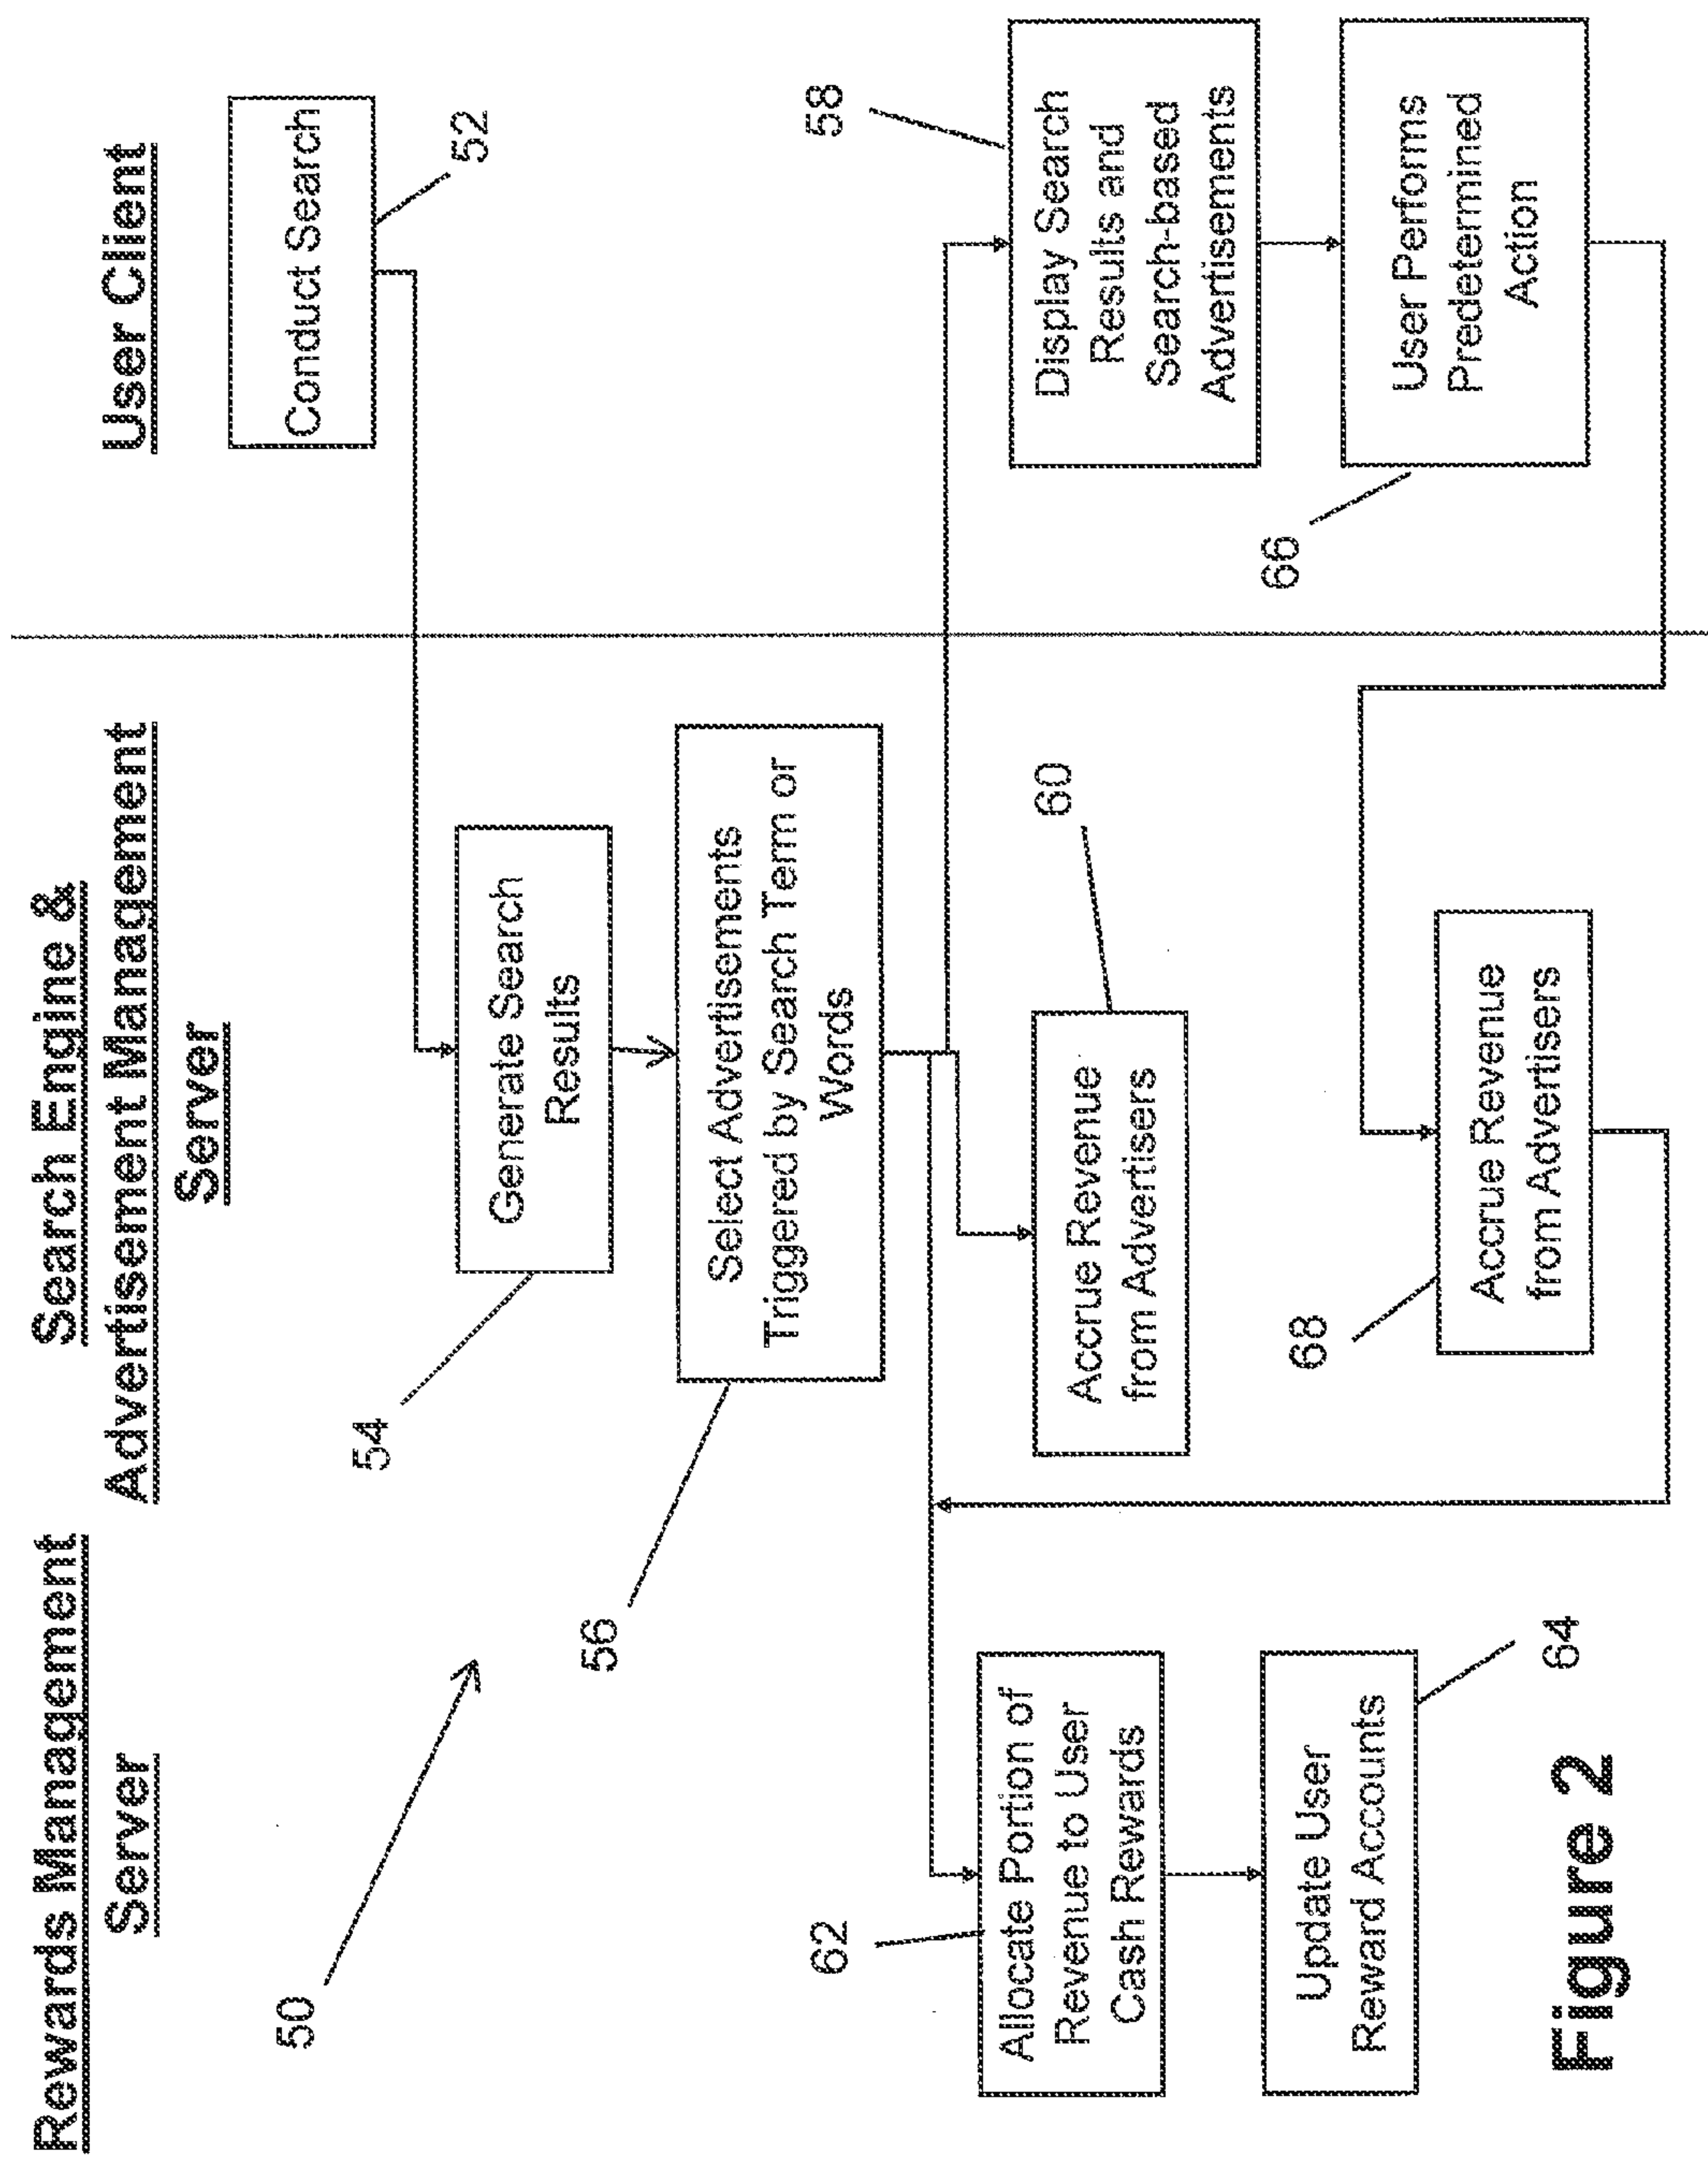 Rewards Management
Server
Search Engine &
Advertisement Management
Server
User Client
Conduct Search
52
50
54
Generate Search
Results
56
Select Advertisements
Triggered by Search Term or
Words
58
Display Search
Results and
Search-based
Advertisements
60
Accrue Revenue
from Advertisers
62
Allocate Portion of
Revenue to User
Cash Rewards
64
Update User
Reward Accounts
66
User Performs
Predetermined
Action
68
Accrue Revenue
from Advertisers
Figure 2